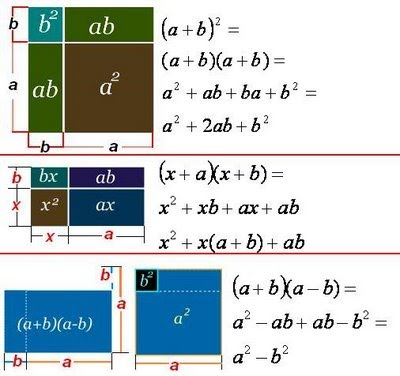 b b² ab
a ab a²
b a
(a + b)² =
(a + b)(a + b) =
a² + ab + ba + b² =
a² + 2ab + b²
b bx ab
x x² ax
x a
(x + a)(x + b) =
x² + xb + ax + ab
x² + x(a + b) + ab
b
a
(a+b)(a-b)
b a
b²
a²
a
(a + b)(a − b) =
a² − ab + ab − b² =
a² − b²